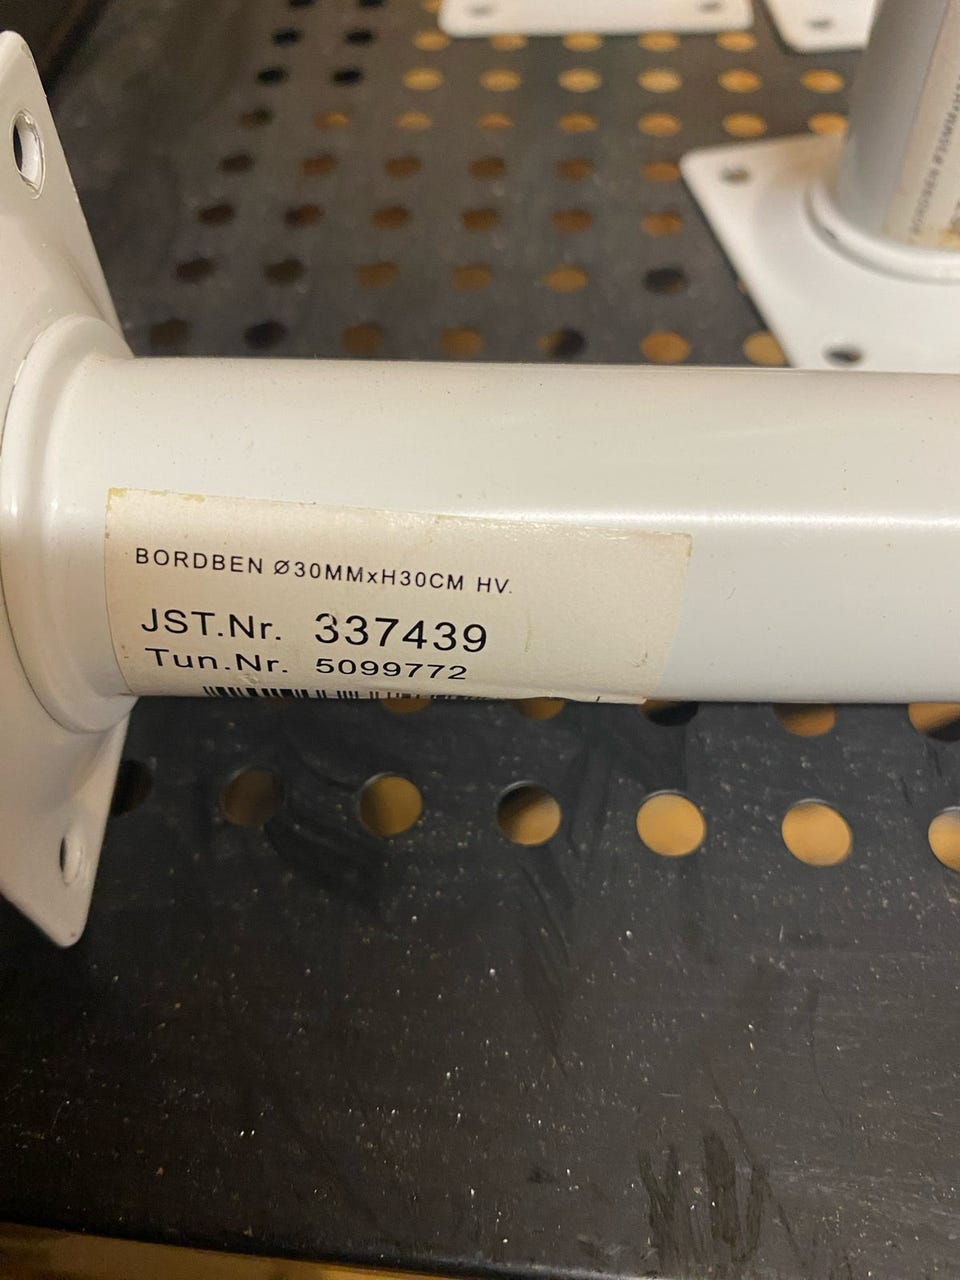 BORDBEN Ø30MMxH30CM HV.
JST.Nr. 337439
Tun.Nr. 5099772